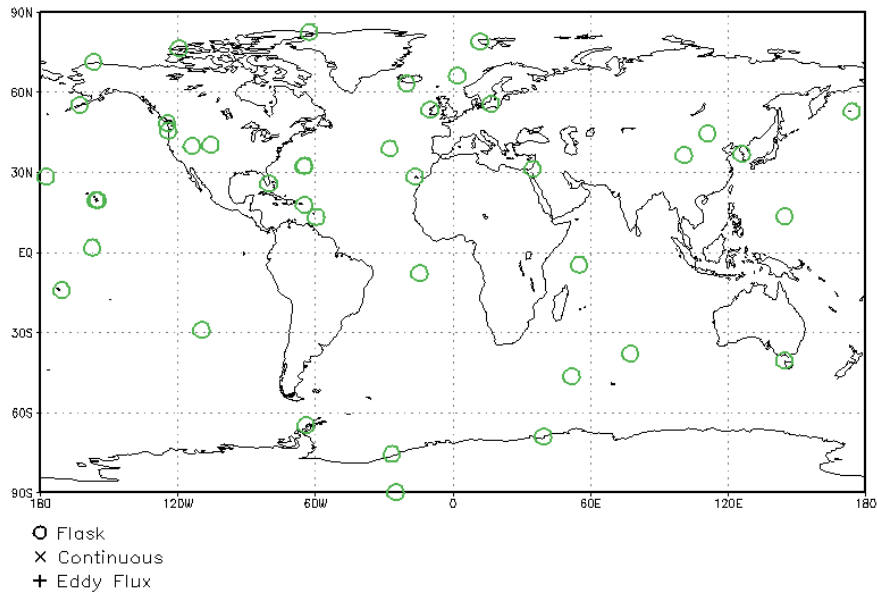 90N
60N
30N
EQ
30S
60S
90S
180 120W 60W 0 60E 120E 180
Flask
Continuous
Eddy Flux